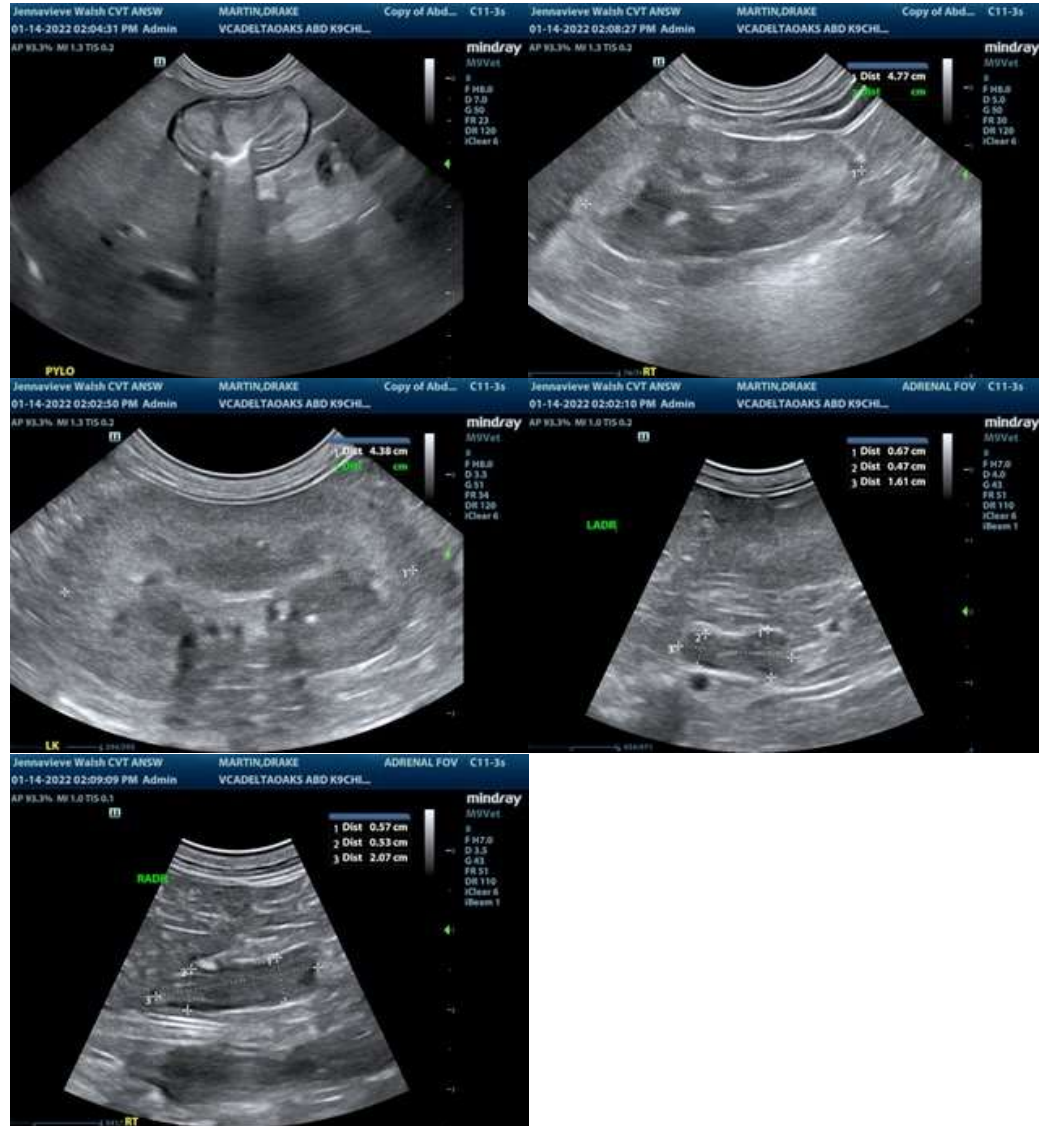 Jennavieve Walsh CVT ANSW MARTIN,DRAKE Copy of Abd... C11-3s
01-14-2022 02:04:31 PM Admin VCADELTAOAKS ABD K9CHI...
AP 93.3% MI 1.3 TIS 0.2
mindray
M9Vet
B
F H8.0
D 7.0
G 50
FR 23
DR 120
iClear 6
PYLO
Jennavieve Walsh CVT ANSW MARTIN,DRAKE Copy of Abd... C11-3s
01-14-2022 02:08:27 PM Admin VCADELTAOAKS ABD K9CHI...
AP 93.3% MI 1.3 TIS 0.2
mindray
M9Vet
B
F H8.0
D 5.0
G 50
FR 30
DR 120
iClear 6
1 Dist 4.77 cm
cm
1
RT
Jennavieve Walsh CVT ANSW MARTIN,DRAKE Copy of Abd... C11-3s
01-14-2022 02:02:50 PM Admin VCADELTAOAKS ABD K9CHI...
AP 93.3% MI 1.3 TIS 0.2
mindray
M9Vet
B
F H8.0
D 3.5
G 51
FR 34
DR 120
iClear 6
1 Dist 4.38 cm
Dist cm
1
LK
Jennavieve Walsh CVT ANSW MARTIN,DRAKE ADRENAL FOV C11-3s
01-14-2022 02:02:10 PM Admin VCADELTAOAKS ABD K9CHI...
AP 93.3% MI 1.0 TIS 0.2
mindray
M9Vet
B
F H7.0
D 4.0
G 43
FR 51
DR 110
iClear 6
iBeam 1
1 Dist 0.67 cm
2 Dist 0.47 cm
3 Dist 1.61 cm
LADR
2 1
3
Jennavieve Walsh CVT ANSW MARTIN,DRAKE ADRENAL FOV C11-3s
01-14-2022 02:09:09 PM Admin VCADELTAOAKS ABD K9CHI...
AP 93.3% MI 1.0 TIS 0.1
mindray
M9Vet
B
F H7.0
D 3.5
G 43
FR 51
DR 110
iClear 6
iBeam 1
1 Dist 0.57 cm
2 Dist 0.53 cm
3 Dist 2.07 cm
RADR
2 1
3
RT